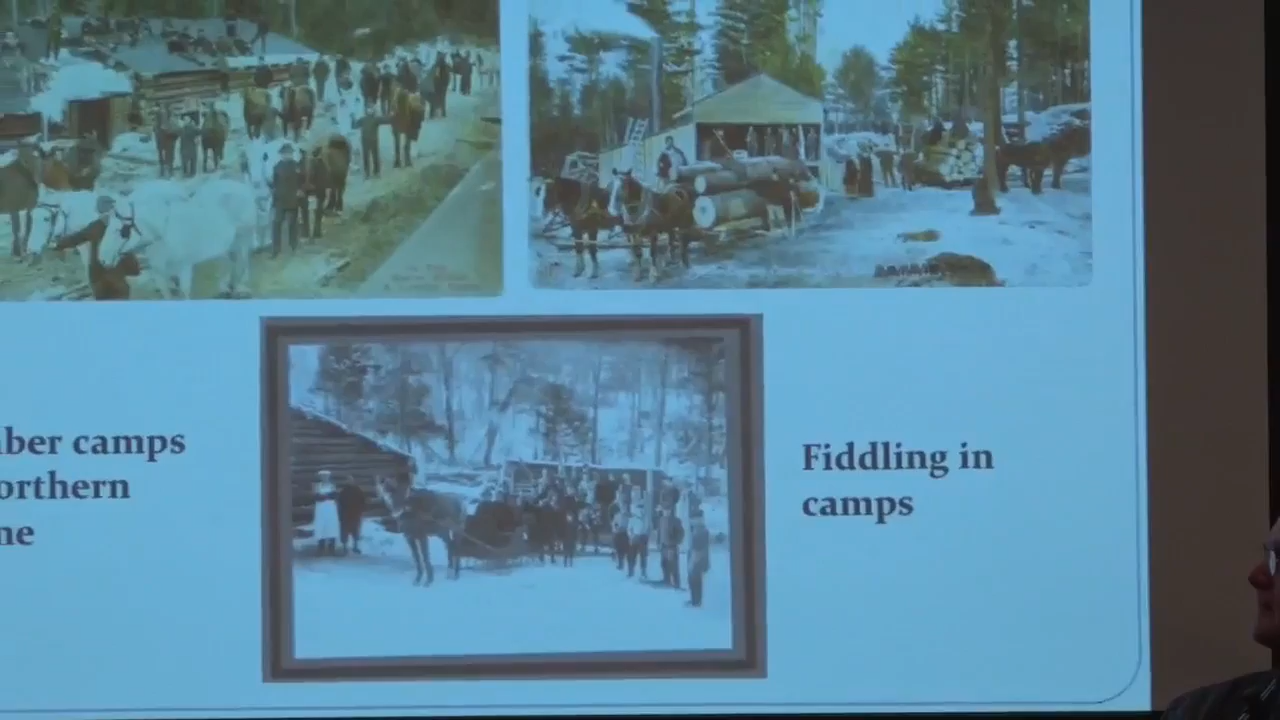 ber camps
orthern
ne
Fiddling in
camps